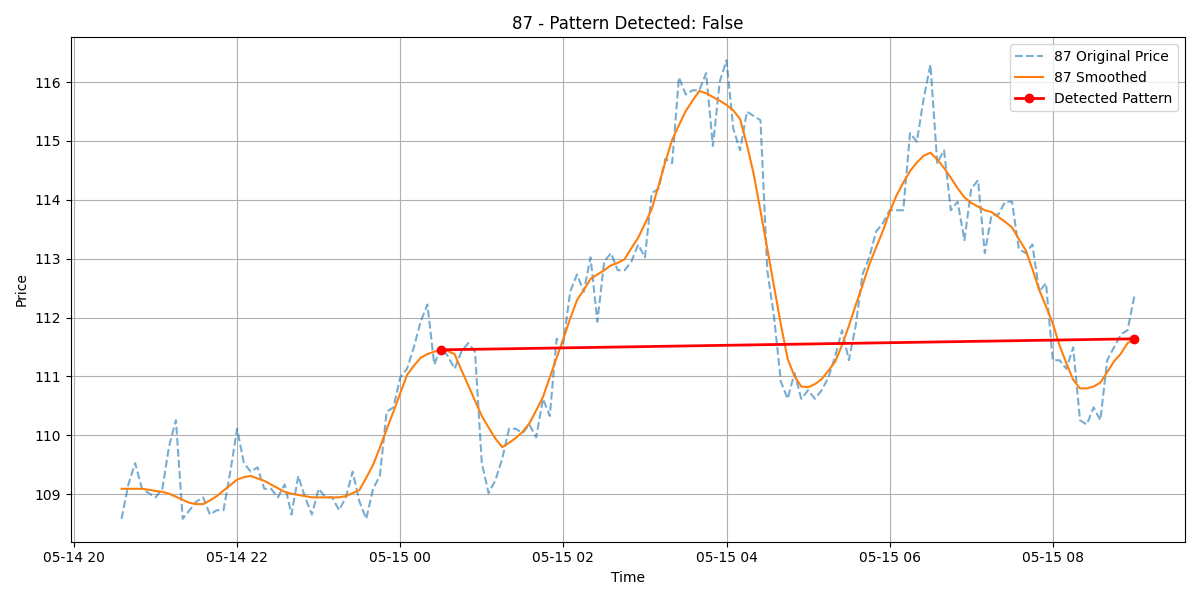 87 - Pattern Detected: False
87 Original Price
87 Smoothed
Detected Pattern
Price
116
115
114
113
112
111
110
109
05-14 20
05-14 22
05-15 00
05-15 02
05-15 04
05-15 06
05-15 08
Time